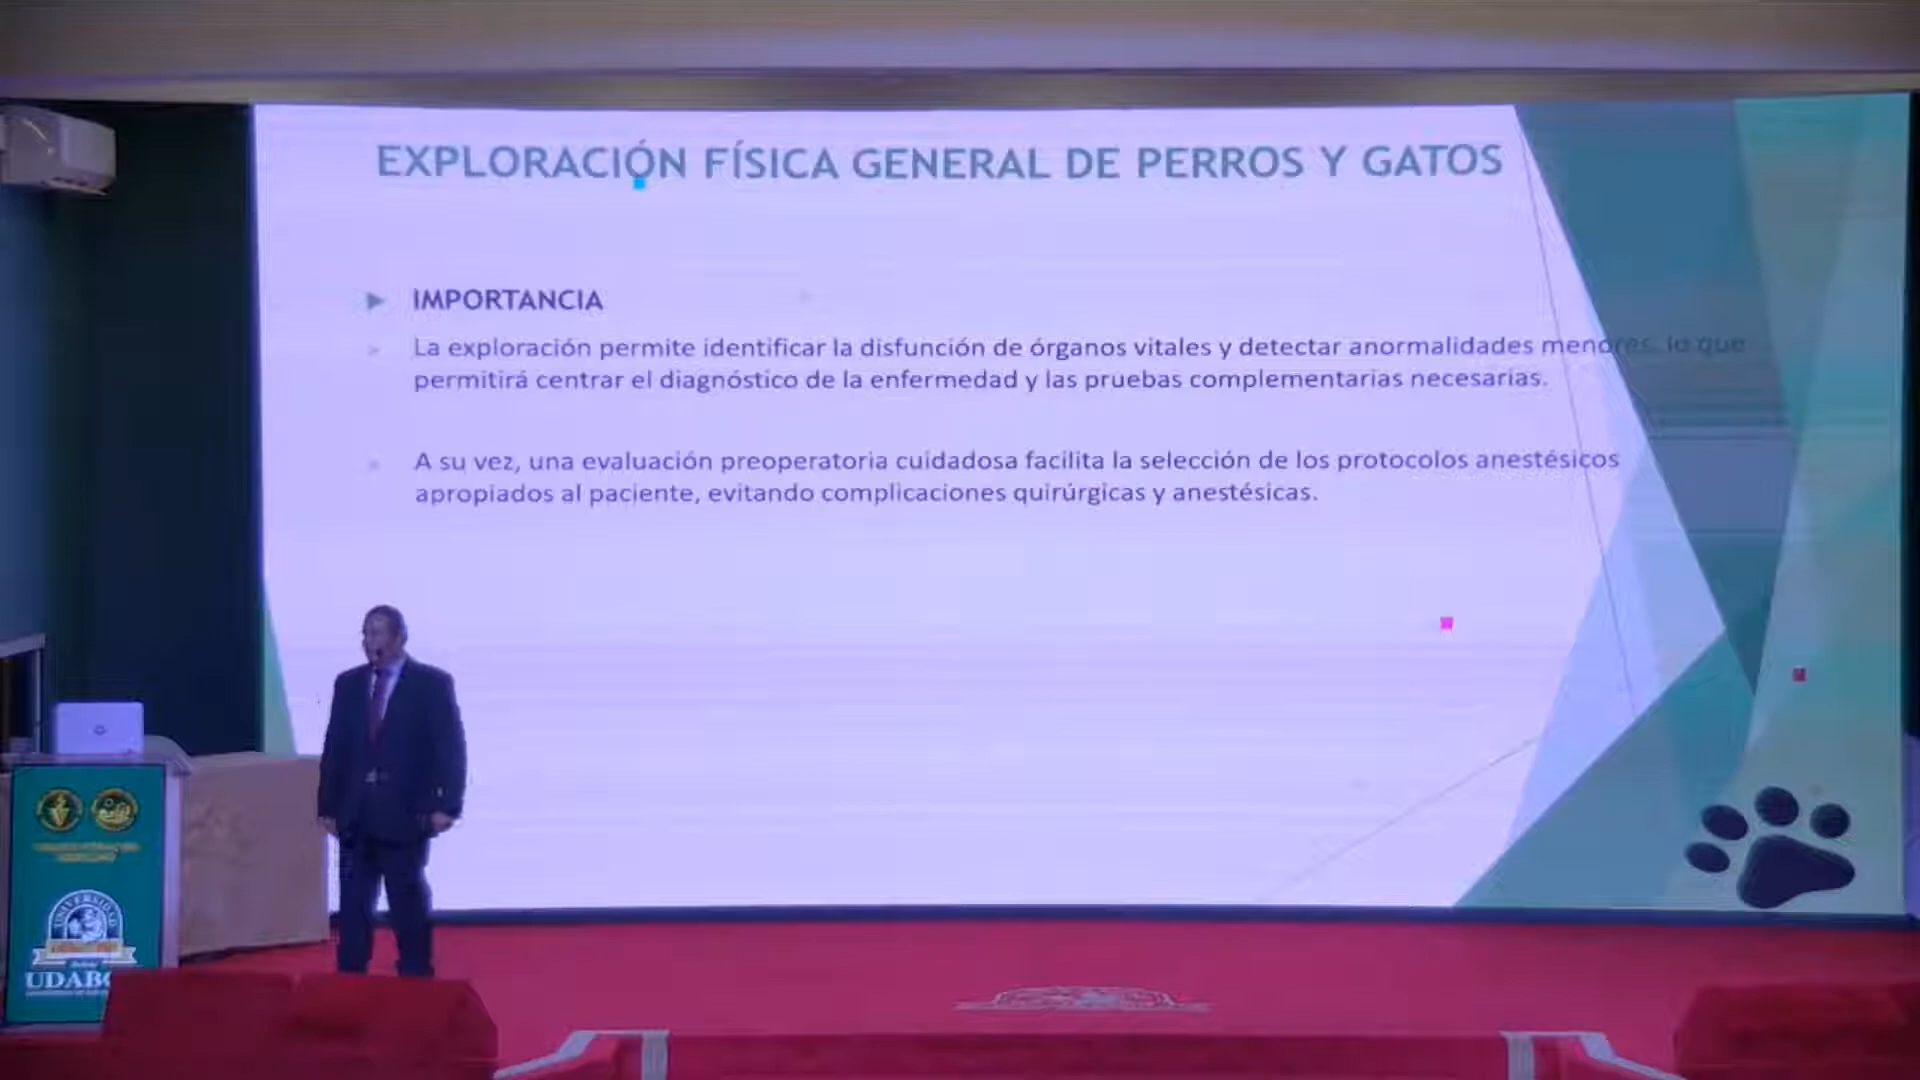 EXPLORACIÓN FÍSICA GENERAL DE PERROS Y GATOS
IMPORTANCIA
La exploración permite identificar la disfunción de órganos vitales y detectar anormalidades menores, lo que
permitirá centrar el diagnóstico de la enfermedad y las pruebas complementarias necesarias.
A su vez, una evaluación preoperatoria cuidadosa facilita la selección de los protocolos anestésicos
apropiados al paciente, evitando complicaciones quirúrgicas y anestésicas.
UNIVERSIDAD